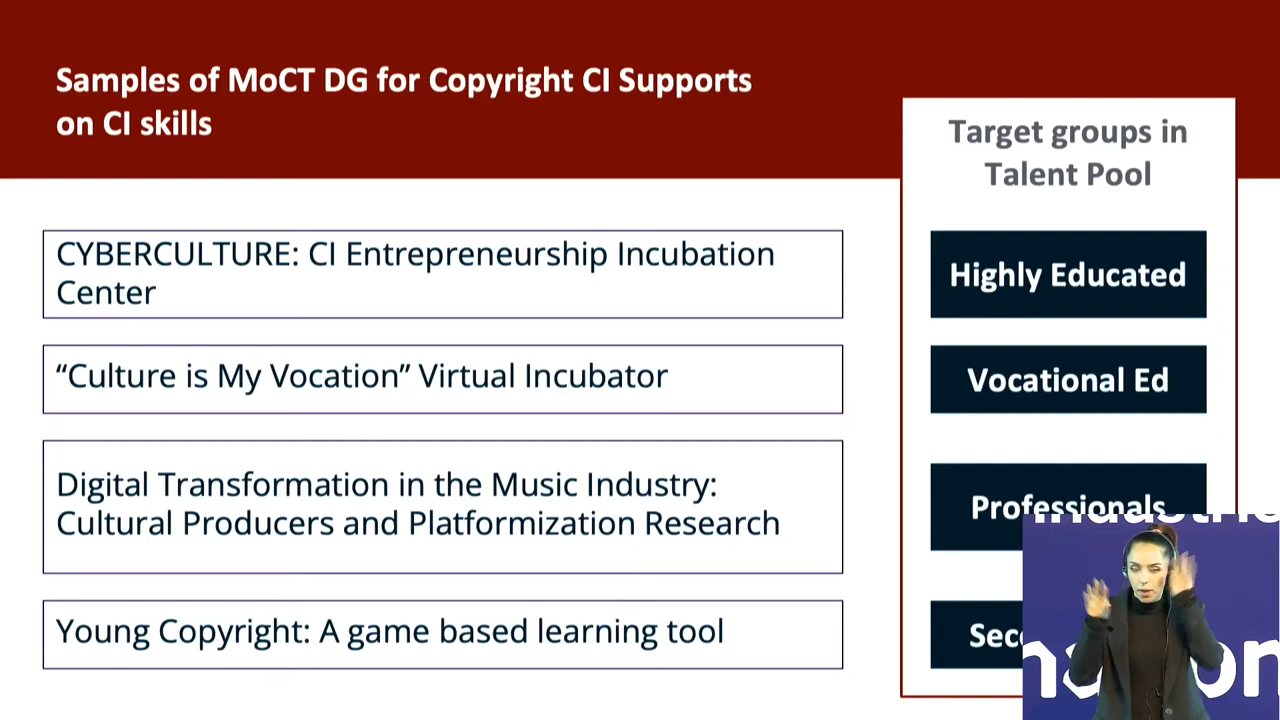 Samples of MoCT DG for Copyright CI Supports
on CI skills
Target groups in
Talent Pool
CYBERCULTURE: CI Entrepreneurship Incubation
Center
Highly Educated
“Culture is My Vocation” Virtual Incubator
Vocational Ed
Digital Transformation in the Music Industry:
Cultural Producers and Platformization Research
Professionals
Young Copyright: A game based learning tool